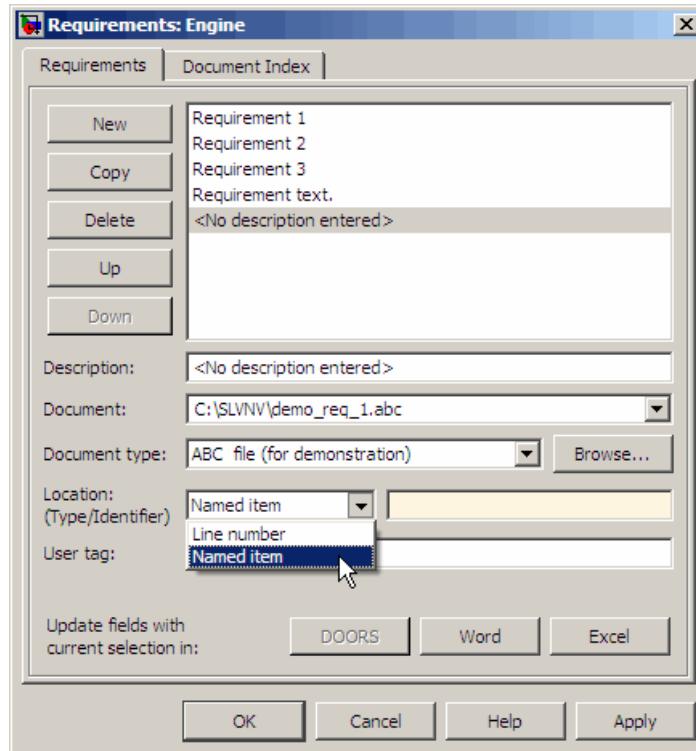 Requirements: Engine
Requirements
Document Index
New
Copy
Delete
Up
Down
Requirement 1
Requirement 2
Requirement 3
Requirement text.
<No description entered>
Description:
<No description entered>
Document:
C:\SLVNV\demo_req_1.abc
Document type:
ABC file (for demonstration)
Browse...
Location:
(Type/Identifier)
Named item
Line number
Named item
User tag:
Update fields with
current selection in:
DOORS
Word
Excel
OK
Cancel
Help
Apply